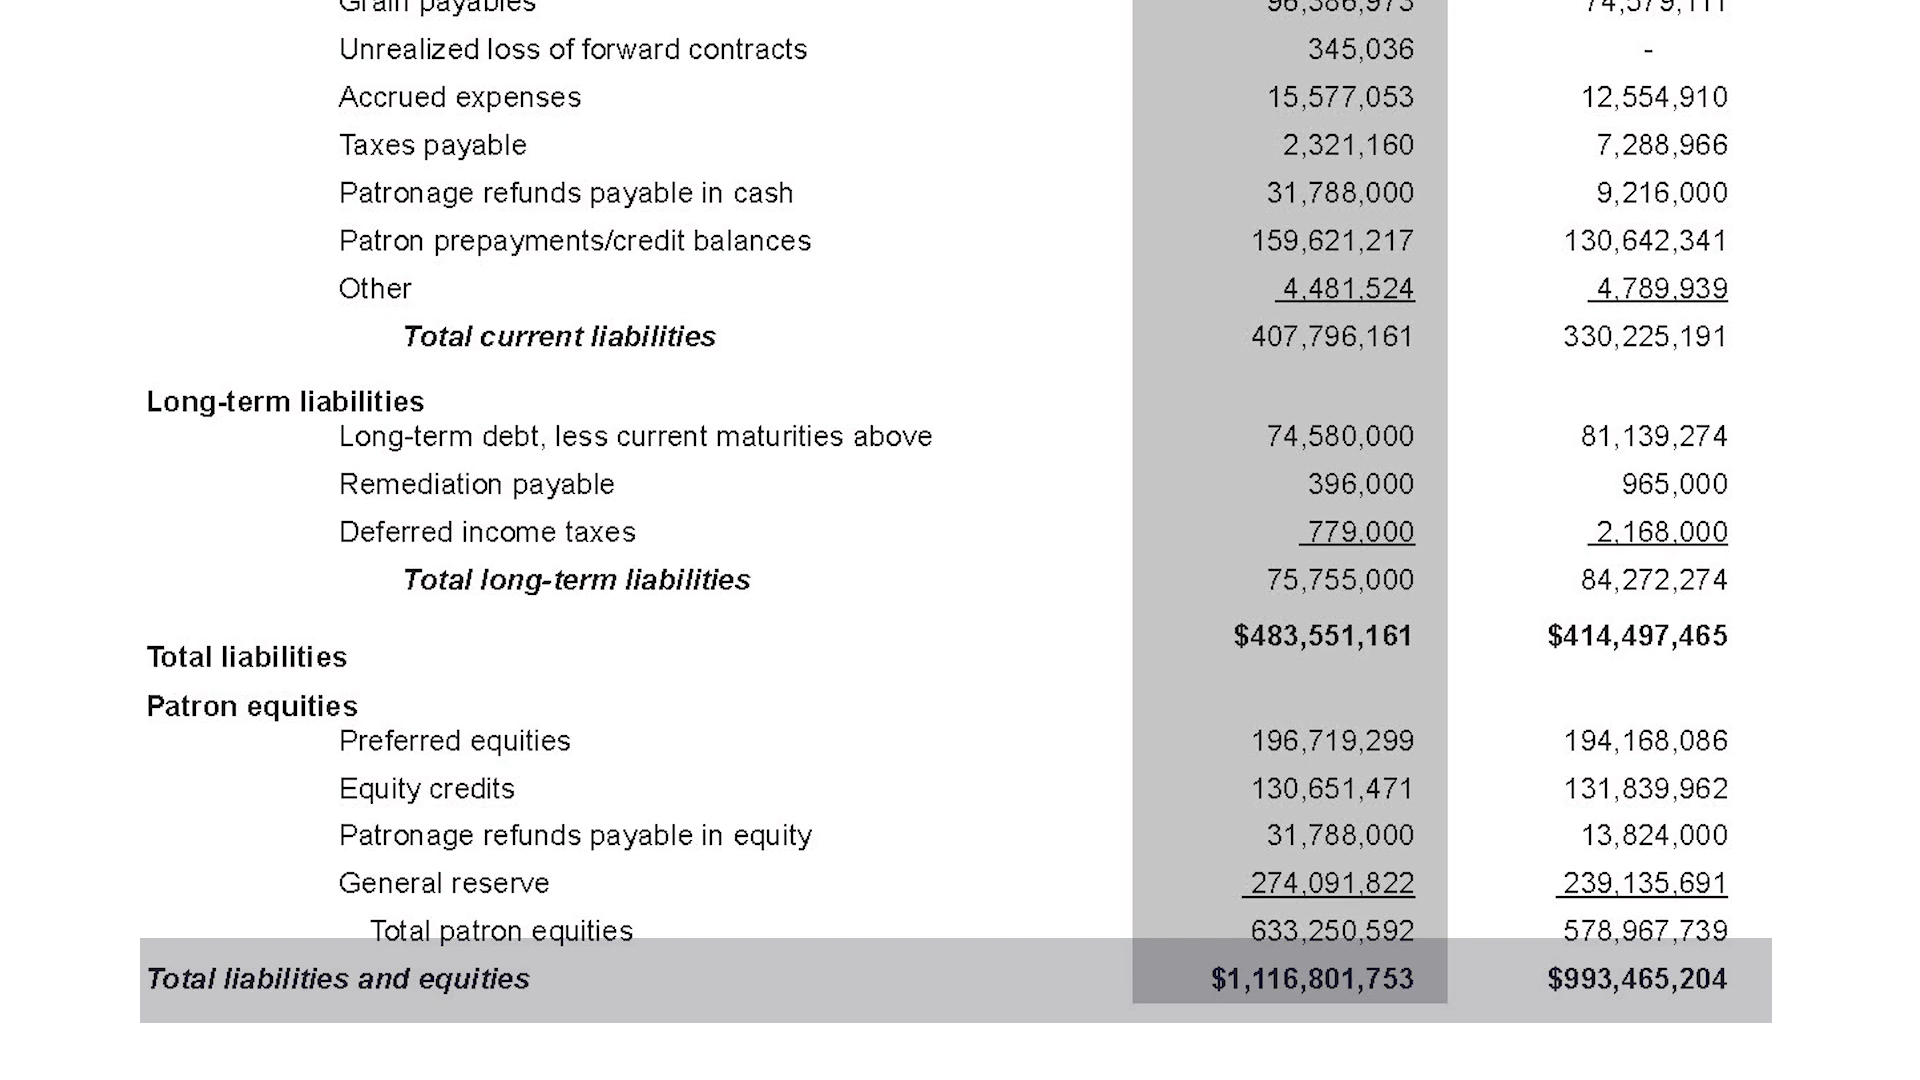 Unrealized loss of forward contracts 345,036 -
Accrued expenses 15,577,053 12,554,910
Taxes payable 2,321,160 7,288,966
Patronage refunds payable in cash 31,788,000 9,216,000
Patron prepayments/credit balances 159,621,217 130,642,341
Other 4,481,524 4,789,939
Total current liabilities 407,796,161 330,225,191
Long-term liabilities
Long-term debt, less current maturities above 74,580,000 81,139,274
Remediation payable 396,000 965,000
Deferred income taxes 779,000 2,168,000
Total long-term liabilities 75,755,000 84,272,274
Total liabilities $483,551,161 $414,497,465
Patron equities
Preferred equities 196,719,299 194,168,086
Equity credits 130,651,471 131,839,962
Patronage refunds payable in equity 31,788,000 13,824,000
General reserve 274,091,822 239,135,691
Total patron equities 633,250,592 578,967,739
Total liabilities and equities $1,116,801,753 $993,465,204